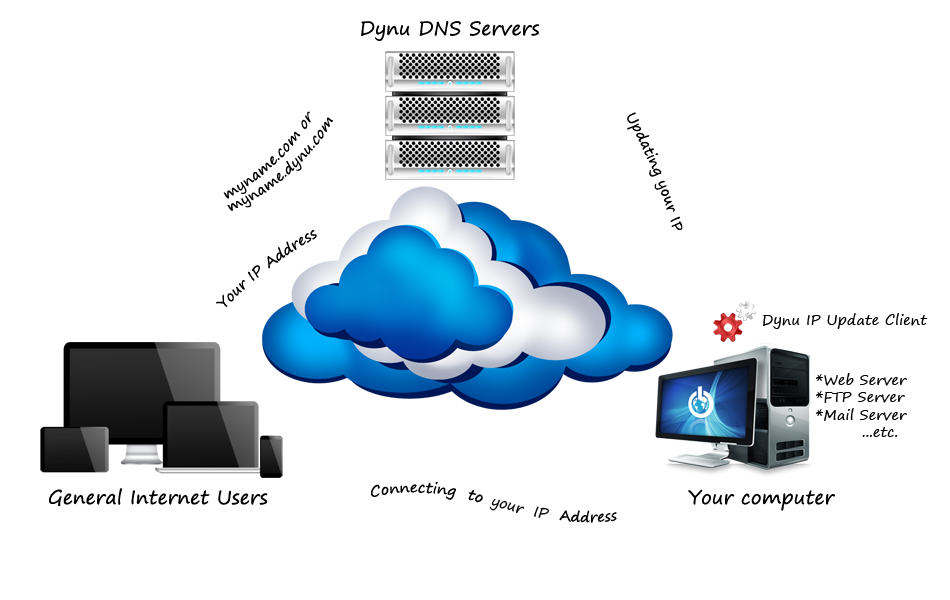 Dynu DNS Servers
myname.com or
myname.dynu.com
Updating your IP
Your IP Address
Dynu IP Update Client
*Web Server
*FTP Server
*Mail Server
...etc.
General Internet Users
Connecting to your IP Address
Your computer